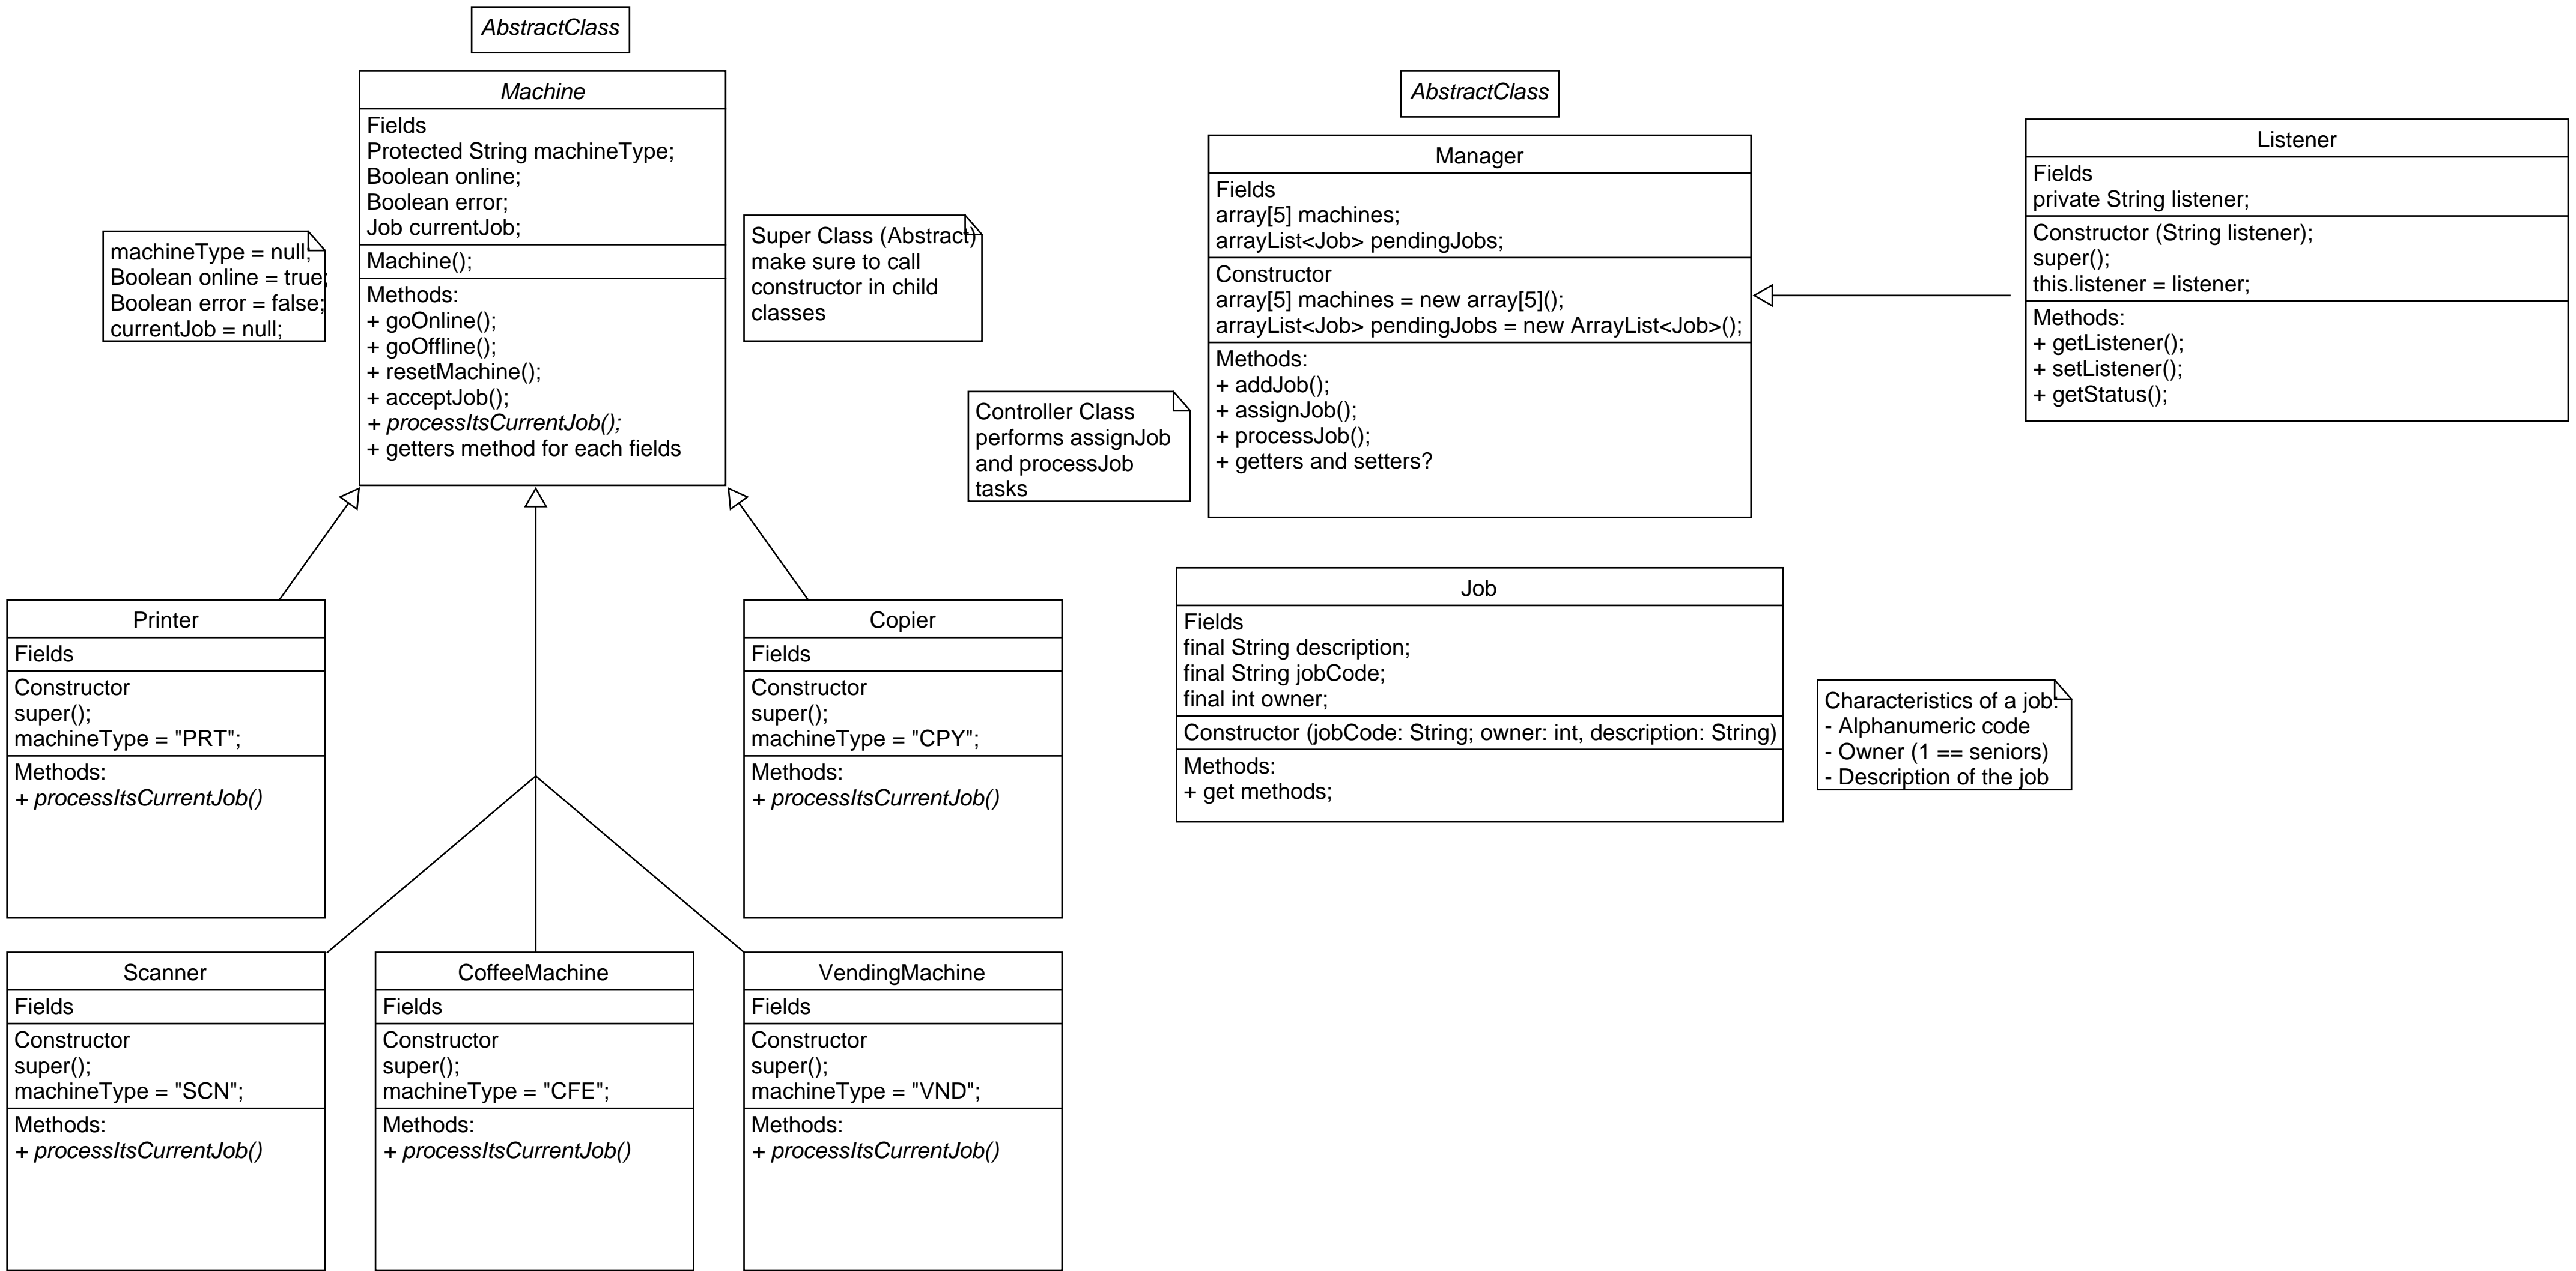 AbstractClass
Machine
Fields
Protected String machineType;
Boolean online;
Boolean error;
Job currentJob;
Machine();
Methods:
+ goOnline();
+ goOffline();
+ resetMachine();
+ acceptJob();
+ processItsCurrentJob();
+ getters method for each fields
machineType = null;
Boolean online = true;
Boolean error = false;
currentJob = null;
Super Class (Abstract)
make sure to call
constructor in child
classes
AbstractClass
Manager
Fields
array[5] machines;
arrayList<Job> pendingJobs;
Constructor
array[5] machines = new array[5]();
arrayList<Job> pendingJobs = new ArrayList<Job>();
Methods:
+ addJob();
+ assignJob();
+ processJob();
+ getters and setters?
Controller Class
performs assignJob
and processJob
tasks
Listener
Fields
private String listener;
Constructor (String listener);
super();
this.listener = listener;
Methods:
+ getListener();
+ setListener();
+ getStatus();
Printer
Fields
Constructor
super();
machineType = "PRT";
Methods:
+ processItsCurrentJob()
Copier
Fields
Constructor
super();
machineType = "CPY";
Methods:
+ processItsCurrentJob()
Job
Fields
final String description;
final String jobCode;
final int owner;
Constructor (jobCode: String; owner: int, description: String)
Methods:
+ get methods;
Characteristics of a job:
- Alphanumeric code
- Owner (1 == seniors)
- Description of the job
Scanner
Fields
Constructor
super();
machineType = "SCN";
Methods:
+ processItsCurrentJob()
CoffeeMachine
Fields
Constructor
super();
machineType = "CFE";
Methods:
+ processItsCurrentJob()
VendingMachine
Fields
Constructor
super();
machineType = "VND";
Methods:
+ processItsCurrentJob()